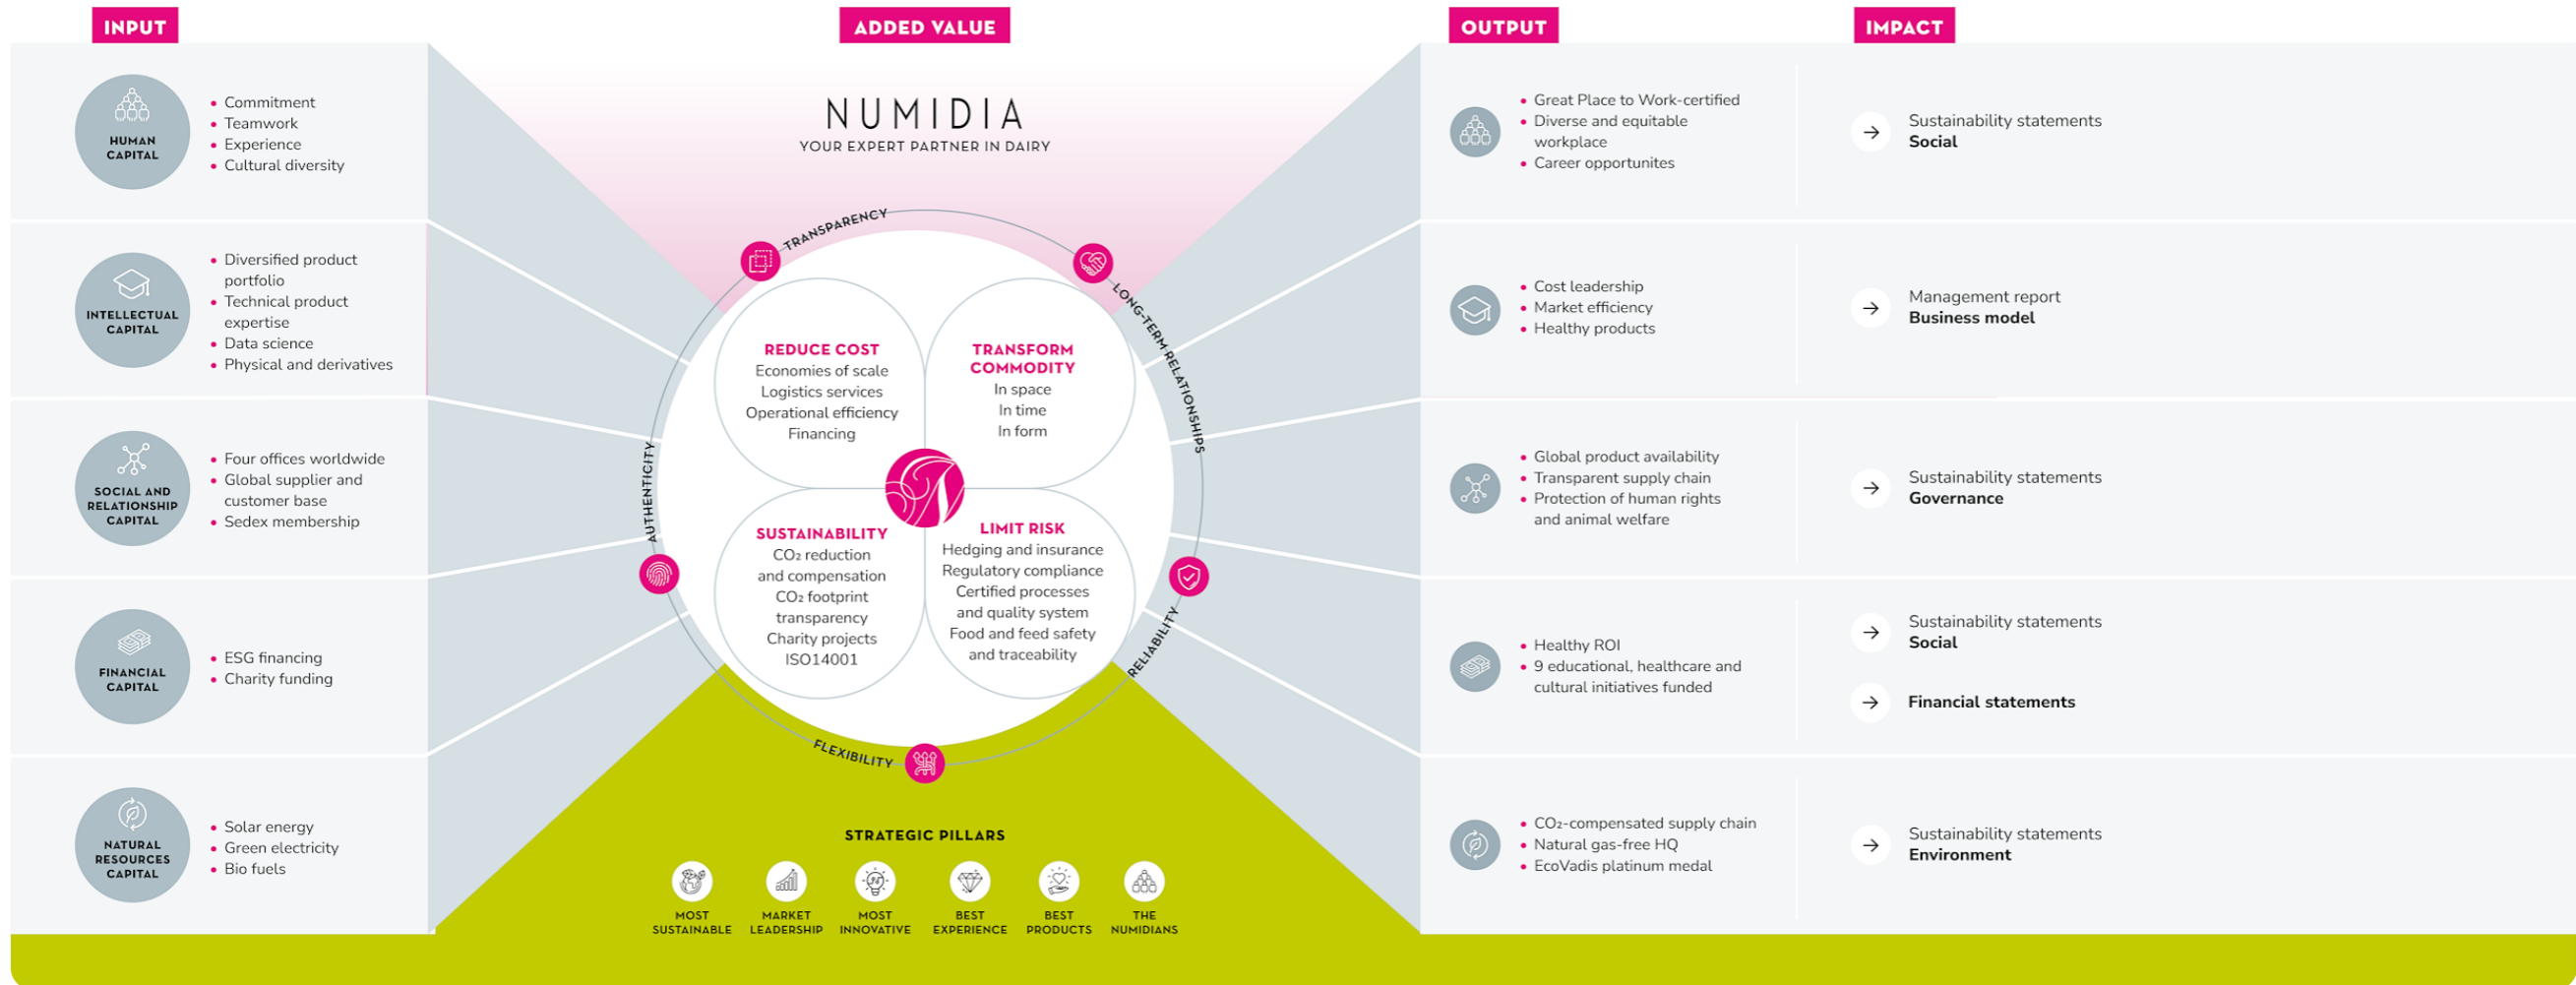 INPUT
HUMAN
CAPITAL
• Commitment
• Teamwork
• Experience
• Cultural diversity
INTELLECTUAL
CAPITAL
• Diversified product
portfolio
• Technical product
expertise
• Data science
• Physical and derivatives
SOCIAL AND
RELATIONSHIP
CAPITAL
• Four offices worldwide
• Global supplier and
customer base
• Sedex membership
FINANCIAL
CAPITAL
• ESG financing
• Charity funding
NATURAL
RESOURCES
CAPITAL
• Solar energy
• Green electricity
• Bio fuels
ADDED VALUE
NUMIDIA
YOUR EXPERT PARTNER IN DAIRY
TRANSPARENCY
LONG-TERM RELATIONSHIPS
AUTHENTICITY
RELIABILITY
FLEXIBILITY
REDUCE COST
Economies of scale
Logistics services
Operational efficiency
Financing
TRANSFORM
COMMODITY
In space
In time
In form
SUSTAINABILITY
CO₂ reduction
and compensation
CO₂ footprint
transparency
Charity projects
ISO14001
LIMIT RISK
Hedging and insurance
Regulatory compliance
Certified processes
and quality system
Food and feed safety
and traceability
STRATEGIC PILLARS
MOST
SUSTAINABLE
MARKET
LEADERSHIP
MOST
INNOVATIVE
BEST
EXPERIENCE
BEST
PRODUCTS
THE
NUMIDIANS
OUTPUT
• Great Place to Work-certified
• Diverse and equitable
workplace
• Career opportunites
• Cost leadership
• Market efficiency
• Healthy products
• Global product availability
• Transparent supply chain
• Protection of human rights
and animal welfare
• Healthy ROI
• 9 educational, healthcare and
cultural initiatives funded
• CO₂-compensated supply chain
• Natural gas-free HQ
• EcoVadis platinum medal
IMPACT
→ Sustainability statements
Social
→ Management report
Business model
→ Sustainability statements
Governance
→ Sustainability statements
Social
→ Financial statements
→ Sustainability statements
Environment